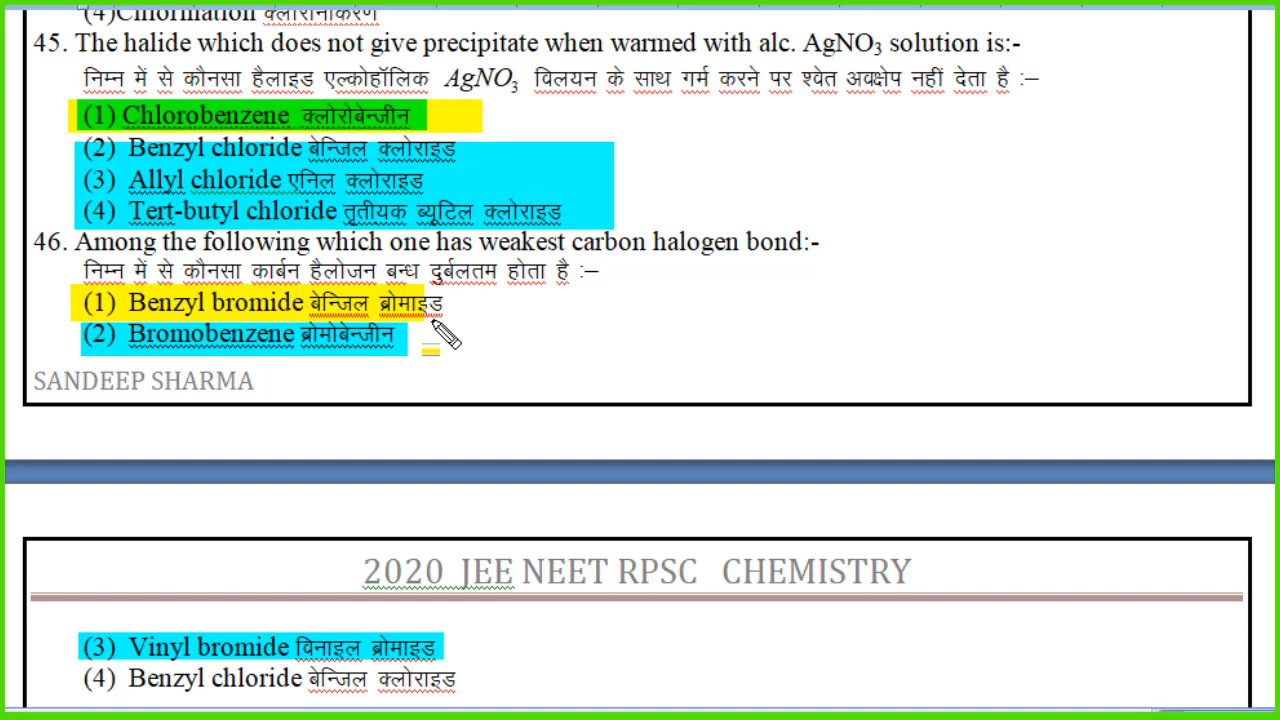 (4)Chlorination क्लोरीनीकरण
45. The halide which does not give precipitate when warmed with alc. AgNO₃ solution is:-
निम्न में से कौनसा हैलाइड एल्कोहॉलिक AgNO₃ विलयन के साथ गर्म करने पर श्वेत अवक्षेप नहीं देता है :–
(1) Chlorobenzene क्लोरोबेन्जीन
(2) Benzyl chloride बेन्जिल क्लोराइड
(3) Allyl chloride एनिल क्लोराइड
(4) Tert-butyl chloride तृतीयक ब्यूटिल क्लोराइड
46. Among the following which one has weakest carbon halogen bond:-
निम्न में से कौनसा कार्बन हैलोजन बन्ध दुर्बलतम होता है :–
(1) Benzyl bromide बेन्जिल ब्रोमाइड
(2) Bromobenzene ब्रोमोबेन्जीन
SANDEEP SHARMA
2020 JEE NEET RPSC CHEMISTRY
(3) Vinyl bromide विनाइल ब्रोमाइड
(4) Benzyl chloride बेन्जिल क्लोराइड